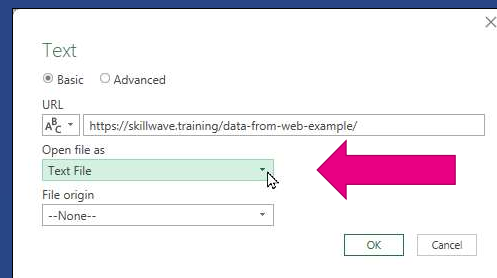 Text
Basic Advanced
URL
ABC https://skillwave.training/data-from-web-example/
Open file as
Text File
File origin
--None--
OK Cancel